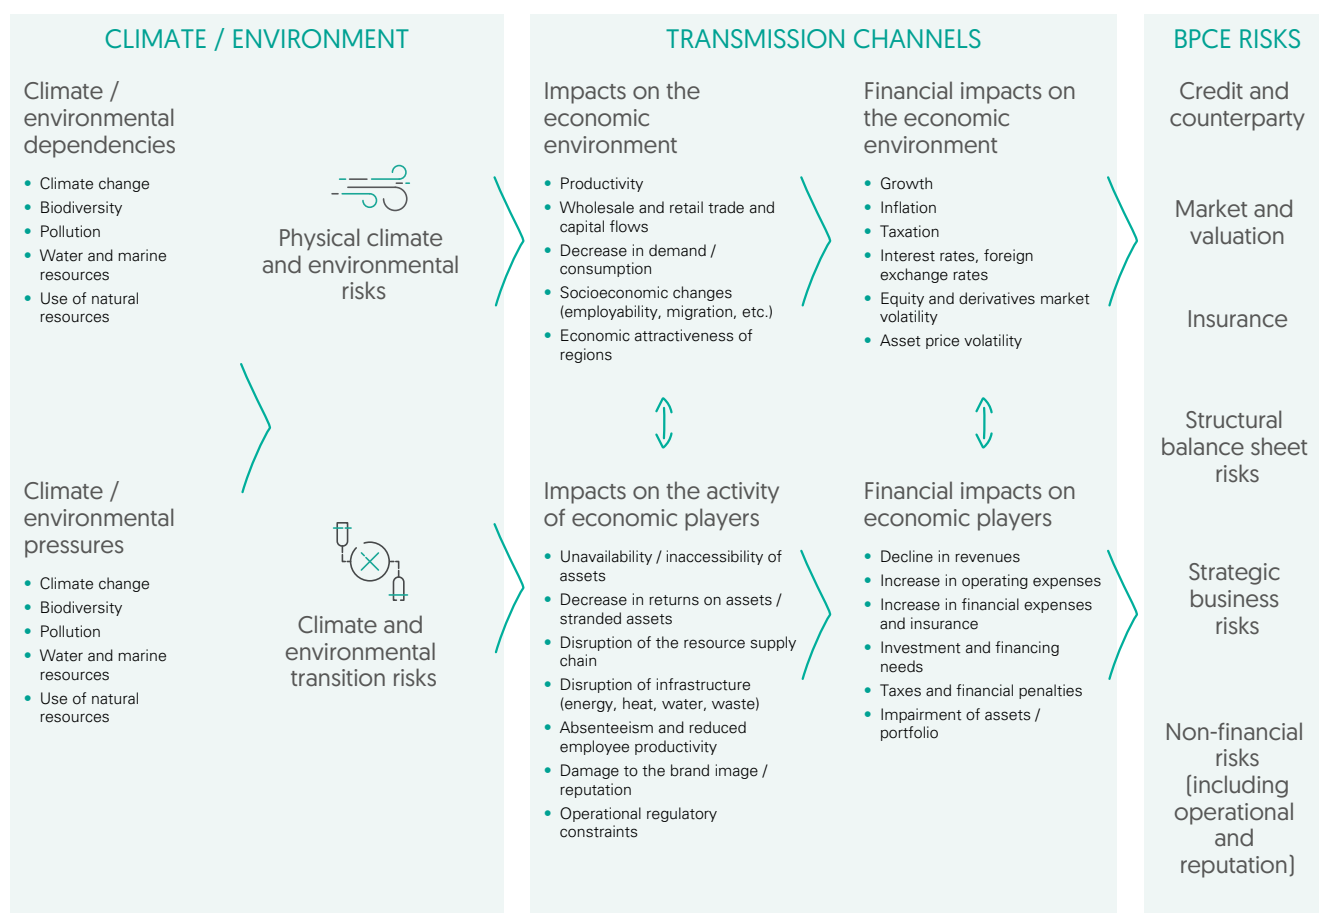 CLIMATE / ENVIRONMENT
Climate /
environmental
dependencies
• Climate change
• Biodiversity
• Pollution
• Water and marine
resources
• Use of natural
resources
Physical climate
and environmental
risks
Climate /
environmental
pressures
• Climate change
• Biodiversity
• Pollution
• Water and marine
resources
• Use of natural
resources
Climate and
environmental
transition risks
TRANSMISSION CHANNELS
Impacts on the
economic
environment
• Productivity
• Wholesale and retail trade and
capital flows
• Decrease in demand /
consumption
• Socioeconomic changes
(employability, migration, etc.)
• Economic attractiveness of
regions
Financial impacts on
the economic
environment
• Growth
• Inflation
• Taxation
• Interest rates, foreign
exchange rates
• Equity and derivatives market
volatility
• Asset price volatility
Impacts on the activity
of economic players
• Unavailability / inaccessibility of
assets
• Decrease in returns on assets /
stranded assets
• Disruption of the resource supply
chain
• Disruption of infrastructure
(energy, heat, water, waste)
• Absenteeism and reduced
employee productivity
• Damage to the brand image /
reputation
• Operational regulatory
constraints
Financial impacts on
economic players
• Decline in revenues
• Increase in operating expenses
• Increase in financial expenses
and insurance
• Investment and financing
needs
• Taxes and financial penalties
• Impairment of assets /
portfolio
BPCE RISKS
Credit and
counterparty
Market and
valuation
Insurance
Structural
balance sheet
risks
Strategic
business
risks
Non-financial
risks
(including
operational
and
reputation)